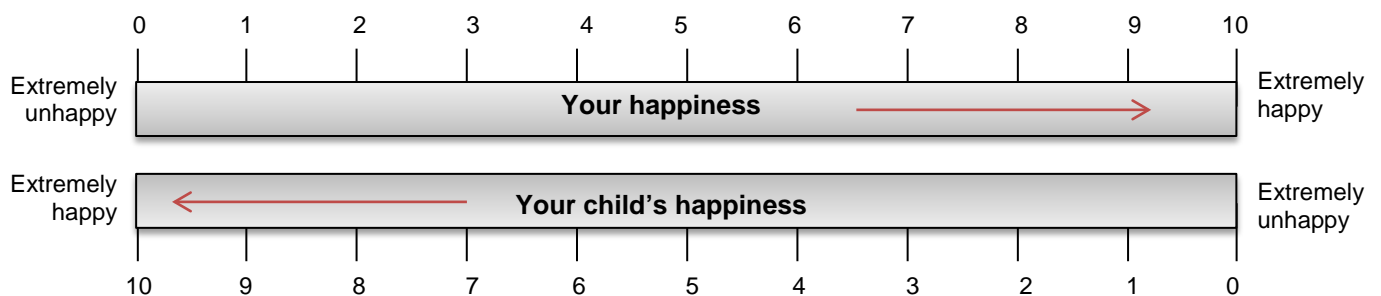 0 1 2 3 4 5 6 7 8 9 10
Extremely
unhappy
Your happiness
Extremely
happy
Extremely
happy
Your child's happiness
Extremely
unhappy
10 9 8 7 6 5 4 3 2 1 0